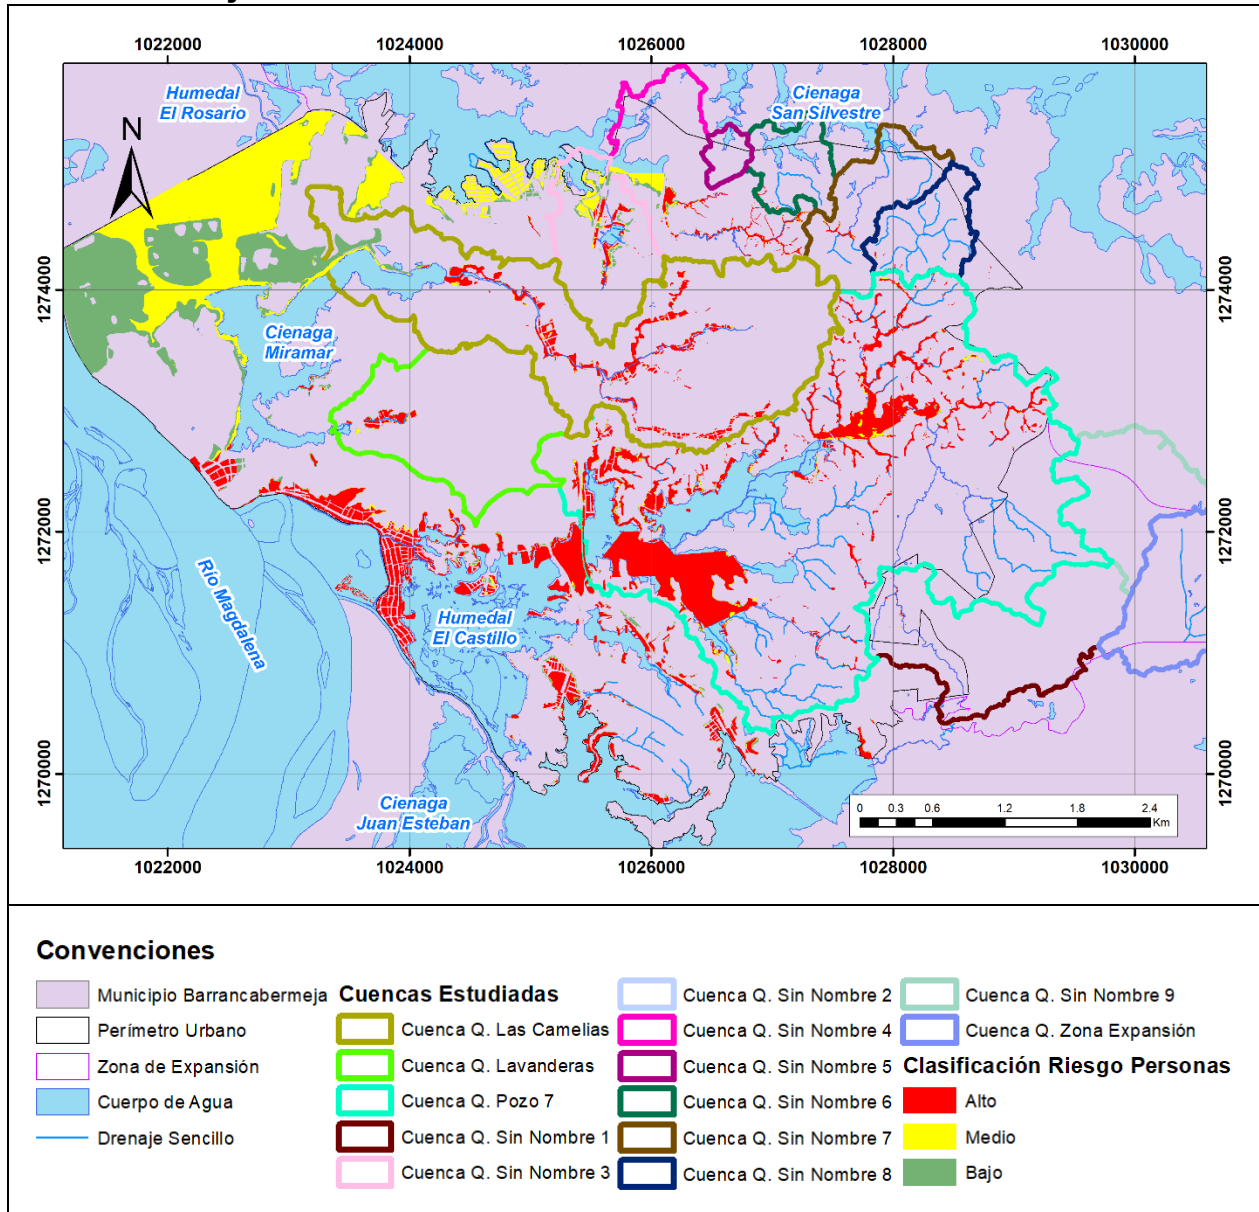 1022000 1024000 1026000 1028000 1030000
Humedal
El Rosario
Cienaga
San Silvestre
N
1274000 1274000
Cienaga
Miramar
1272000 1272000
Rio Magdalena
Humedal
El Castillo
1270000 1270000
Cienaga
Juan Esteban
0 0.3 0.6 1.2 1.8 2.4
Km
1022000 1024000 1026000 1028000 1030000
Convenciones
Municipio Barrancabermeja
Perímetro Urbano
Zona de Expansión
Cuerpo de Agua
Drenaje Sencillo
Cuencas Estudiadas
Cuenca Q. Las Camelias
Cuenca Q. Lavanderas
Cuenca Q. Pozo 7
Cuenca Q. Sin Nombre 1
Cuenca Q. Sin Nombre 3
Cuenca Q. Sin Nombre 2
Cuenca Q. Sin Nombre 4
Cuenca Q. Sin Nombre 5
Cuenca Q. Sin Nombre 6
Cuenca Q. Sin Nombre 7
Cuenca Q. Sin Nombre 8
Cuenca Q. Sin Nombre 9
Cuenca Q. Zona Expansión
Clasificación Riesgo Personas
Alto
Medio
Bajo